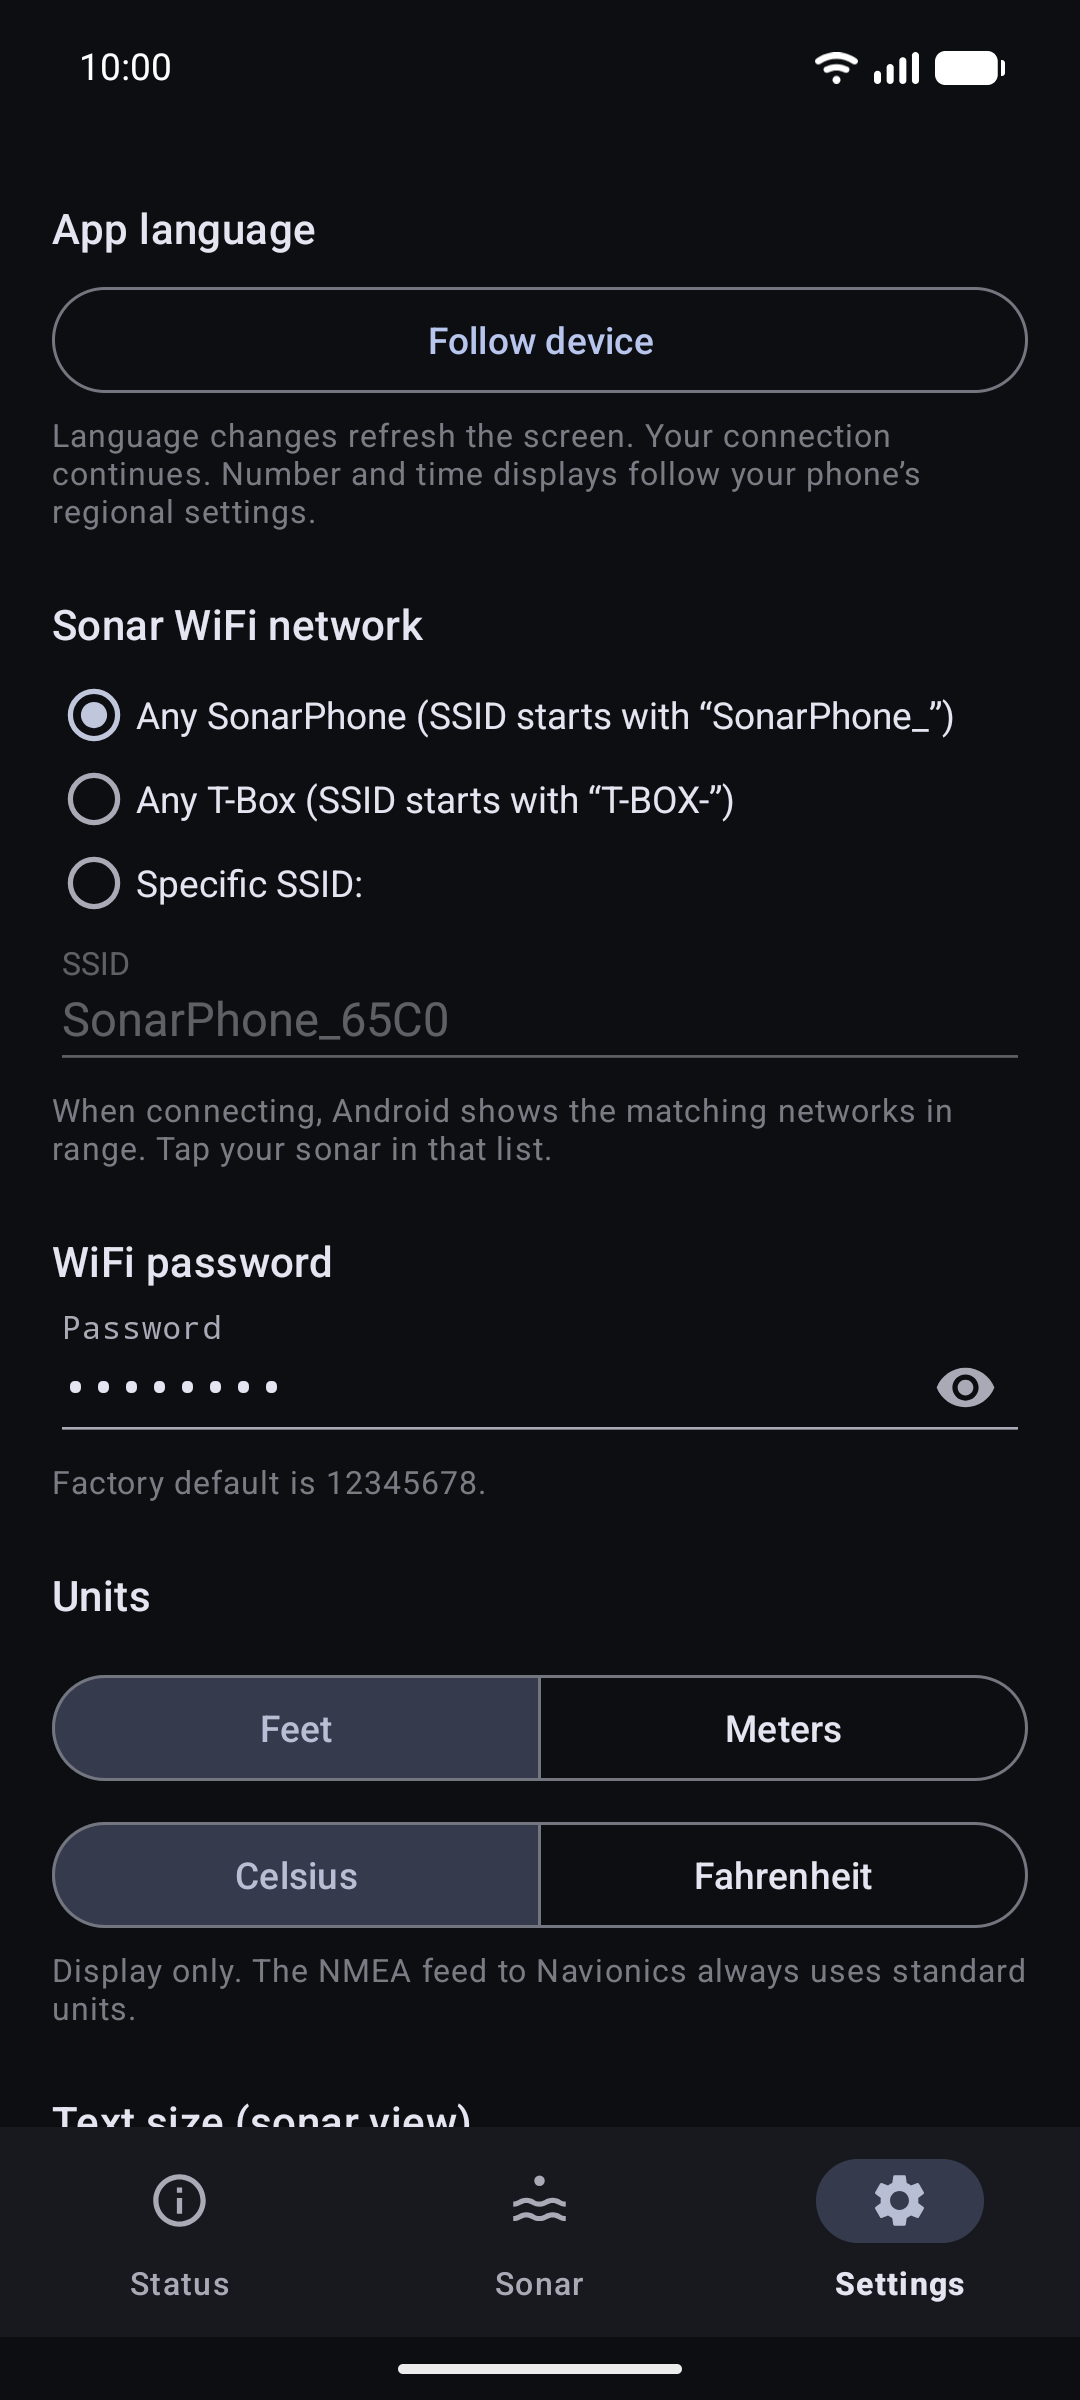 10:00
App language
Follow device
Language changes refresh the screen. Your connection
continues. Number and time displays follow your phone’s
regional settings.
Sonar WiFi network
Any SonarPhone (SSID starts with “SonarPhone_”)
Any T-Box (SSID starts with “T-BOX-”)
Specific SSID:
SSID
SonarPhone_65C0
When connecting, Android shows the matching networks in
range. Tap your sonar in that list.
WiFi password
Password
••••••••
Factory default is 12345678.
Units
Feet
Meters
Celsius
Fahrenheit
Display only. The NMEA feed to Navionics always uses standard
units.
Text size (sonar view)
Status
Sonar
Settings